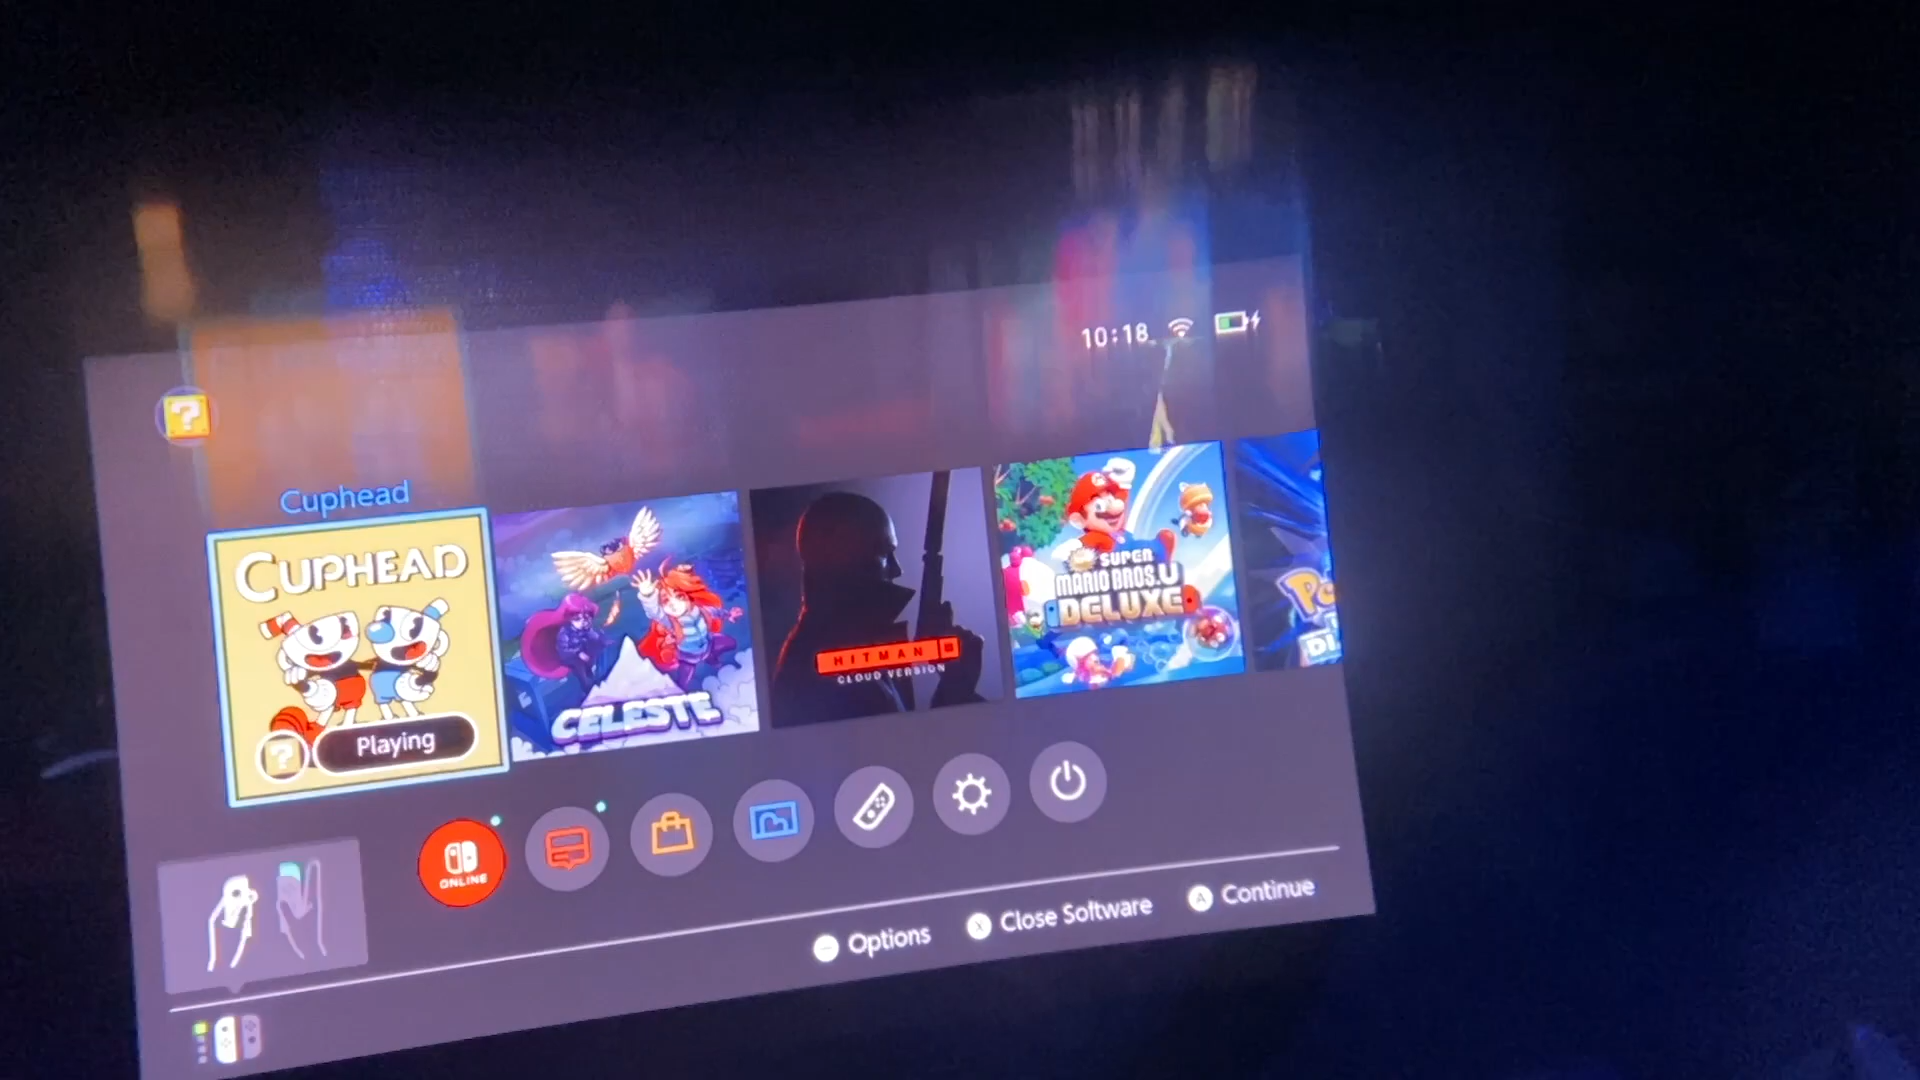 10:18
?
Cuphead
CUPHEAD
? Playing
CELESTE
HITMAN
CLOUD VERSION
SUPER
MARIO BROS.U
DELUXE
ONLINE
Options
X Close Software
A Continue